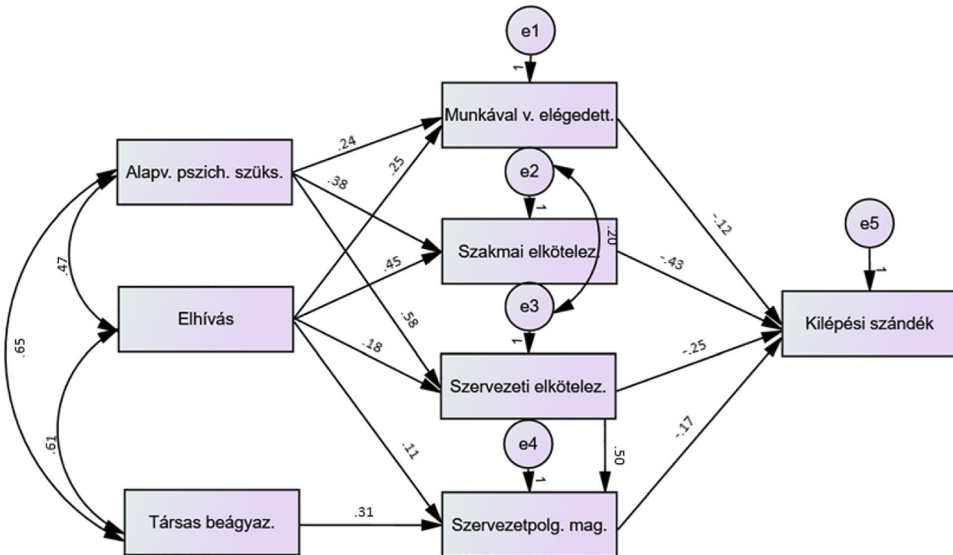 e1
1
Munkával v. elégedett.
.24
.25
Alapv. pszich. szüks.
.38
e2
1
.20
-.12
e5
1
Szakmai elkötelez.
.45
-.43
.47
Elhívás
e3
1
.58
.18
Kilépési szándék
.65
-.25
Szervezeti elkötelez.
.61
.11
e4
1
.50
-.17
Társas beágyaz.
.31
Szervezetpolg. mag.